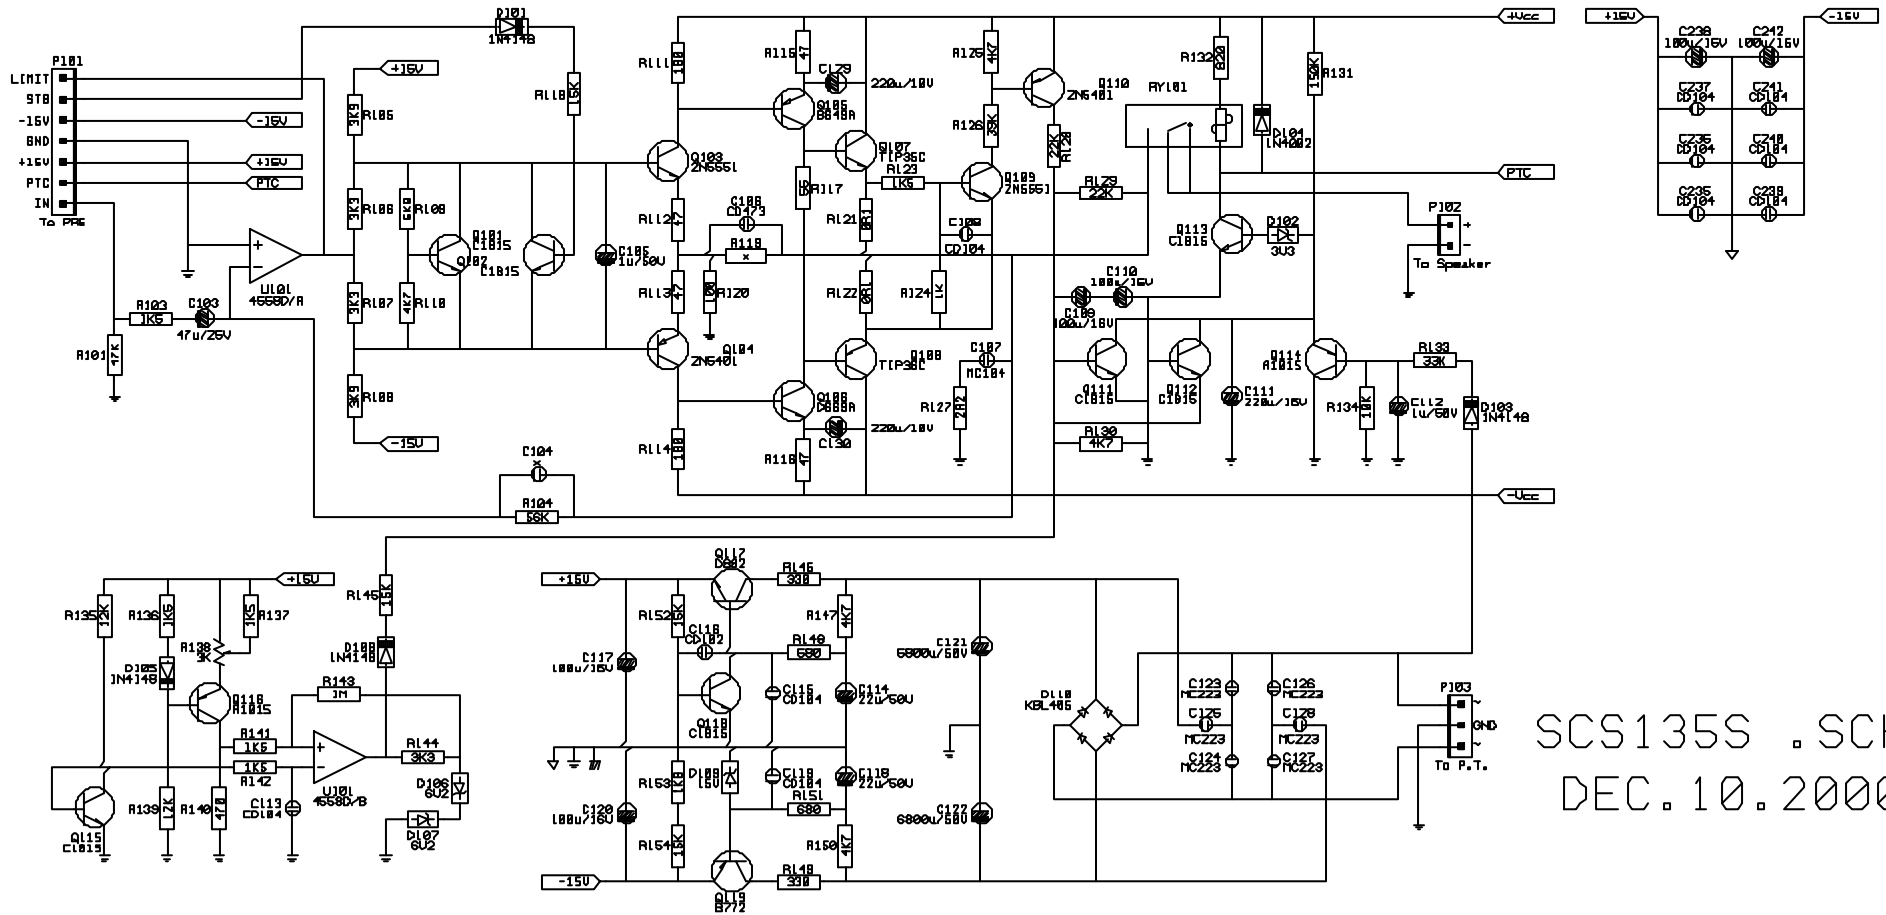 P101
LIMIT
STB
-15V
GND
+15V
PTC
IN
To PRE
-15V
+15V
PTC
D101
1N4148
+15V
R105
3K9
R106
3K3
R109
R107
3K3
R110
4K7
R108
3K9
-15V
R118
15K
Q101
C1815
Q102
C1815
C105
1u/50V
U101
4558D/A
R103
1K5
C103
47u/25V
R101
47K
C104
x
R104
56K
R111
180
R112
47
R113
47
R114
180
Q103
2N5551
Q104
2N5401
C106
CD473
R119
x
R120
100
R115
47
C129
220u/10V
Q105
R117
Q107
TIP35C
R121
0R1
R122
0R1
Q108
TIP36C
Q106
C130
220u/10V
R116
47
R123
1K5
R124
1K
R125
4K7
R126
39K
Q109
2N5551
C102
CD104
C107
MC104
R127
2R2
Q110
2N5401
R128
22K
R129
22K
RY101
R132
820
D104
1N4002
R131
150K
+Vcc
PTC
-Vcc
Q113
C1815
D102
3V3
C110
100u/16V
C109
100u/16V
Q111
C1815
Q112
C1815
R130
4K7
C111
220u/16V
Q114
A1015
R133
33K
R134
10K
C112
1u/50V
D103
1N4148
P102
+
-
To Speaker
+15V
-15V
C238
100u/16V
C242
100u/16V
C237
CD104
C241
CD104
C236
CD104
C240
CD104
C235
CD104
C239
CD104
+15V
R135
12K
R136
1K5
R137
1K5
R138
1K
D105
1N4148
Q116
A1015
R143
1M
R141
1K5
R142
1K5
U101
4558D/B
R144
3K3
R145
15K
D108
1N4148
D106
6V2
D107
6V2
Q115
C1815
R139
12K
R140
470
C113
CD104
+15V
Q117
D882
R146
330
R152
15K
C116
CD102
R148
680
R147
4K7
C117
100u/16V
C115
CD104
C114
22u/50V
Q118
C1815
C121
6800u/50V
R153
1K8
D109
15V
C119
CD104
C118
22u/50V
C120
100u/16V
R151
680
C122
6800u/50V
R154
15K
R150
4K7
-15V
Q119
B772
R149
330
D110
KBL405
C123
MC223
C126
MC223
C125
MC223
C128
MC223
C124
MC223
C127
MC223
P103
~
GND
~
To P.T.
SCS135S .SCH
DEC.10.2000